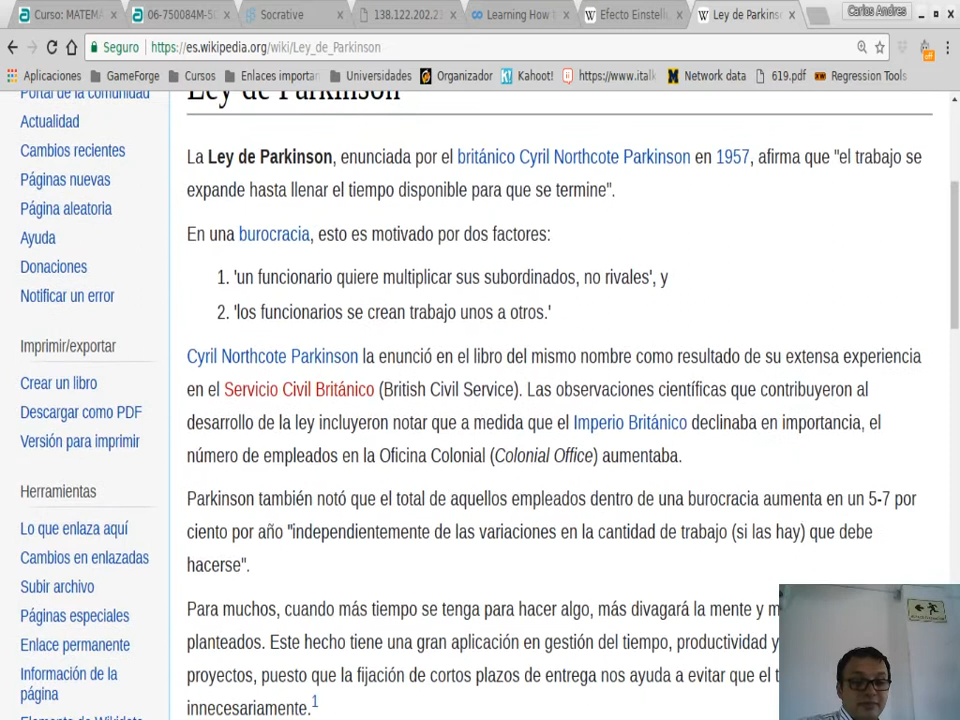 Curso: MATEM
06-750084M-5
Socrative
138.122.202.2
Learning How
Efecto Einstell
Ley de Parkins
Carlos Andres
Seguro
https://es.wikipedia.org/wiki/Ley_de_Parkinson
Aplicaciones
GameForge
Cursos
Enlaces importan
Universidades
Organizador
Kahoot!
https://www.italk
Network data
619.pdf
Regression Tools
Portal de la comunidad
Actualidad
Cambios recientes
Páginas nuevas
Página aleatoria
Ayuda
Donaciones
Notificar un error
Imprimir/exportar
Crear un libro
Descargar como PDF
Versión para imprimir
Herramientas
Lo que enlaza aquí
Cambios en enlazadas
Subir archivo
Páginas especiales
Enlace permanente
Información de la
página
Elemento de Wikidata
Ley de Parkinson
La Ley de Parkinson, enunciada por el británico Cyril Northcote Parkinson en 1957, afirma que "el trabajo se
expande hasta llenar el tiempo disponible para que se termine".
En una burocracia, esto es motivado por dos factores:
1. 'un funcionario quiere multiplicar sus subordinados, no rivales', y
2. 'los funcionarios se crean trabajo unos a otros.'
Cyril Northcote Parkinson la enunció en el libro del mismo nombre como resultado de su extensa experiencia
en el Servicio Civil Británico (British Civil Service). Las observaciones científicas que contribuyeron al
desarrollo de la ley incluyeron notar que a medida que el Imperio Británico declinaba en importancia, el
número de empleados en la Oficina Colonial (Colonial Office) aumentaba.
Parkinson también notó que el total de aquellos empleados dentro de una burocracia aumenta en un 5-7 por
ciento por año "independientemente de las variaciones en la cantidad de trabajo (si las hay) que debe
hacerse".
Para muchos, cuando más tiempo se tenga para hacer algo, más divagará la mente y m
planteados. Este hecho tiene una gran aplicación en gestión del tiempo, productividad y
proyectos, puesto que la fijación de cortos plazos de entrega nos ayuda a evitar que el t
innecesariamente.1